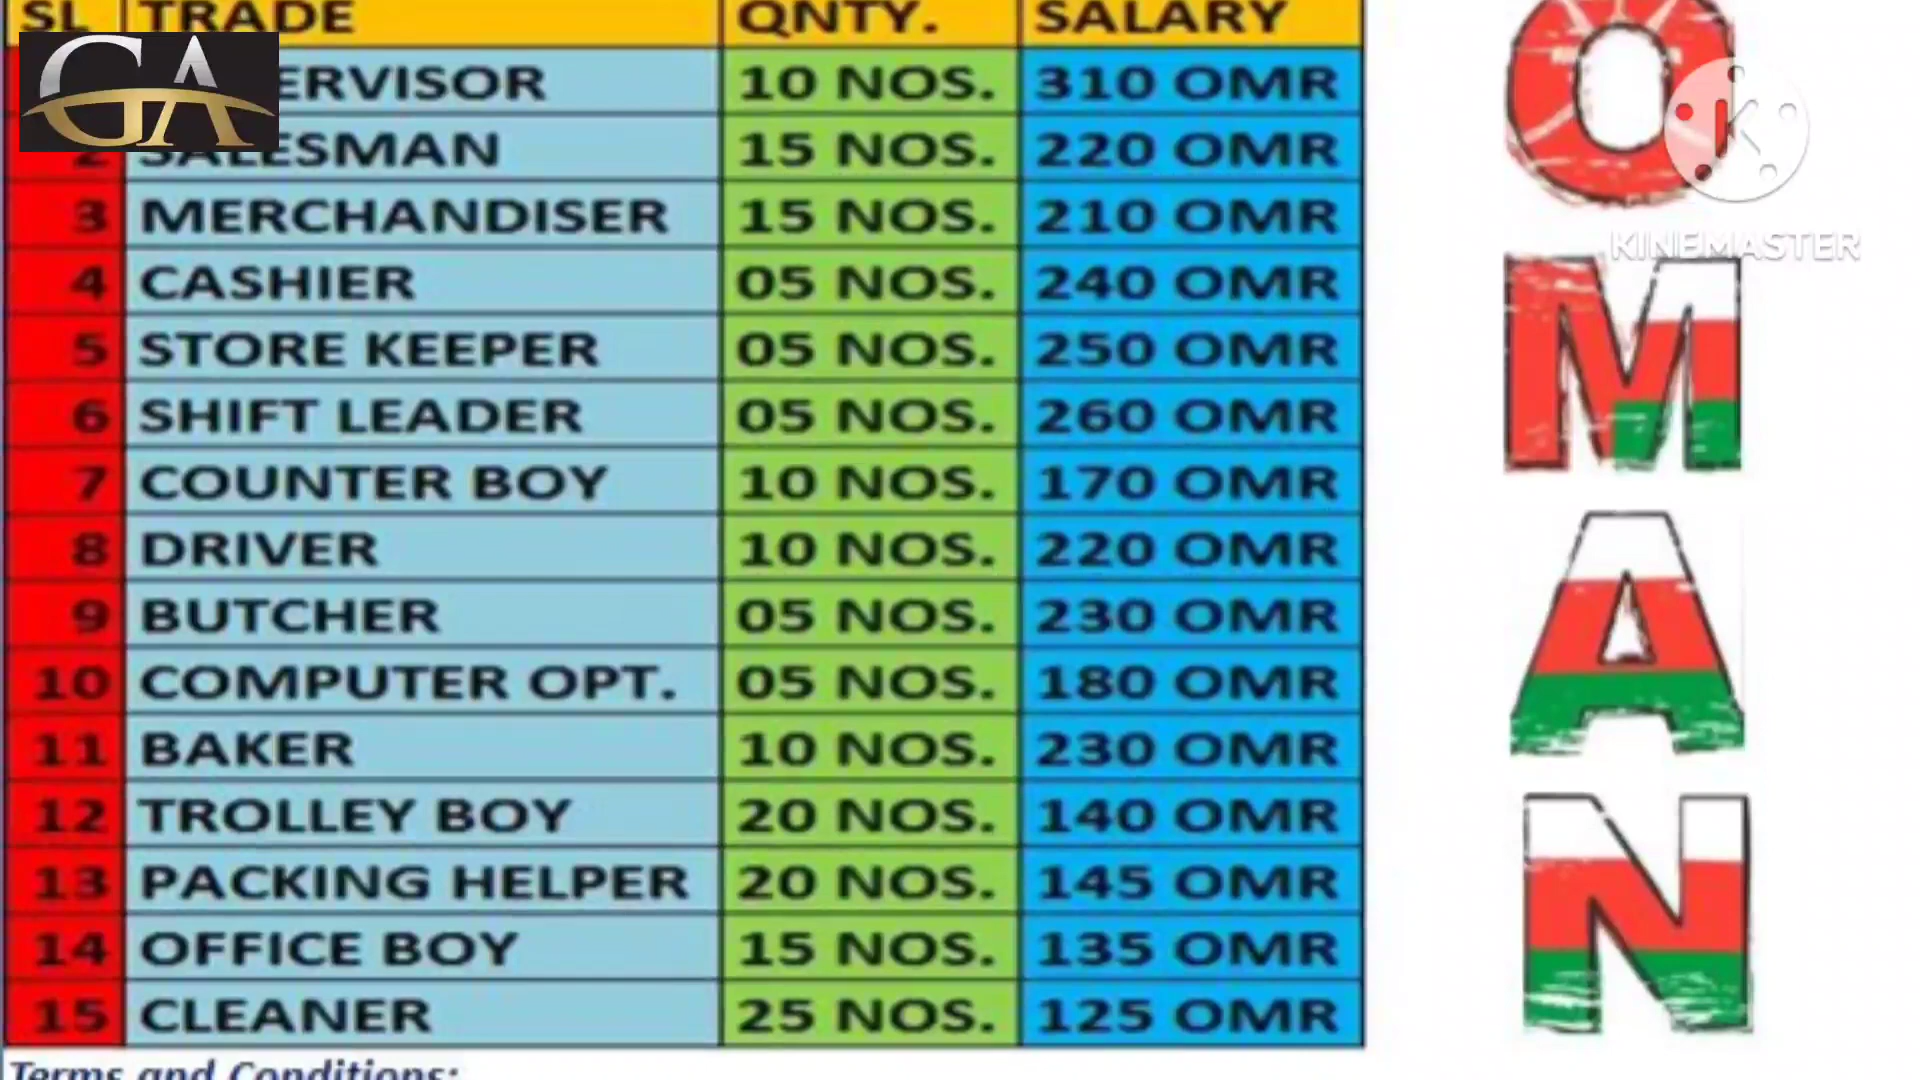 SL TRADE QNTY. SALARY
GA
ERVISOR 10 NOS. 310 OMR
2 SALESMAN 15 NOS. 220 OMR
3 MERCHANDISER 15 NOS. 210 OMR
4 CASHIER 05 NOS. 240 OMR
5 STORE KEEPER 05 NOS. 250 OMR
6 SHIFT LEADER 05 NOS. 260 OMR
7 COUNTER BOY 10 NOS. 170 OMR
8 DRIVER 10 NOS. 220 OMR
9 BUTCHER 05 NOS. 230 OMR
10 COMPUTER OPT. 05 NOS. 180 OMR
11 BAKER 10 NOS. 230 OMR
12 TROLLEY BOY 20 NOS. 140 OMR
13 PACKING HELPER 20 NOS. 145 OMR
14 OFFICE BOY 15 NOS. 135 OMR
15 CLEANER 25 NOS. 125 OMR
Terms and Conditions:
OMAN
K
KINEMASTER